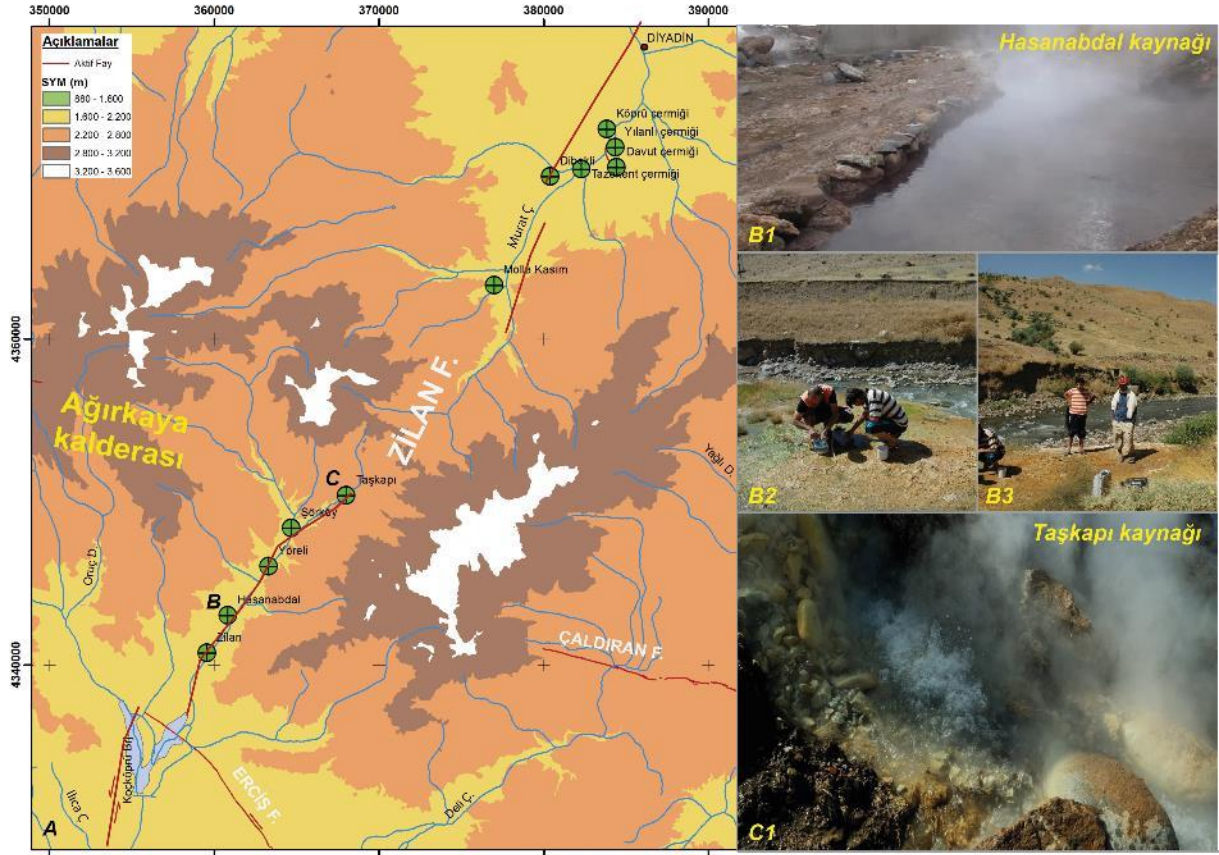 350000
360000
370000
380000
390000
4360000
4340000
Açıklamalar
Aktif Fay
SYM (m)
880 - 1.600
1.600 - 2.200
2.200 - 2.800
2.800 - 3.200
3.200 - 3.600
DİYADİN
Köprü çermiği
Yılanlı çermiği
Davut çermiği
Dibekli
Tazekent çermiği
Murat Ç.
Molla Kasım
ZİLAN F.
Ağırkaya
kalderası
Yağlı D.
C
Taşkapı
Şorköy
Yöreli
Oruç D.
B
Hasanabdal
Zilan
ÇALDIRAN F.
Koçköprü Brj
ERCİŞ F.
Ilıca Ç.
Deli Ç.
A
Hasanabdal kaynağı
B1
B2
B3
Taşkapı kaynağı
C1